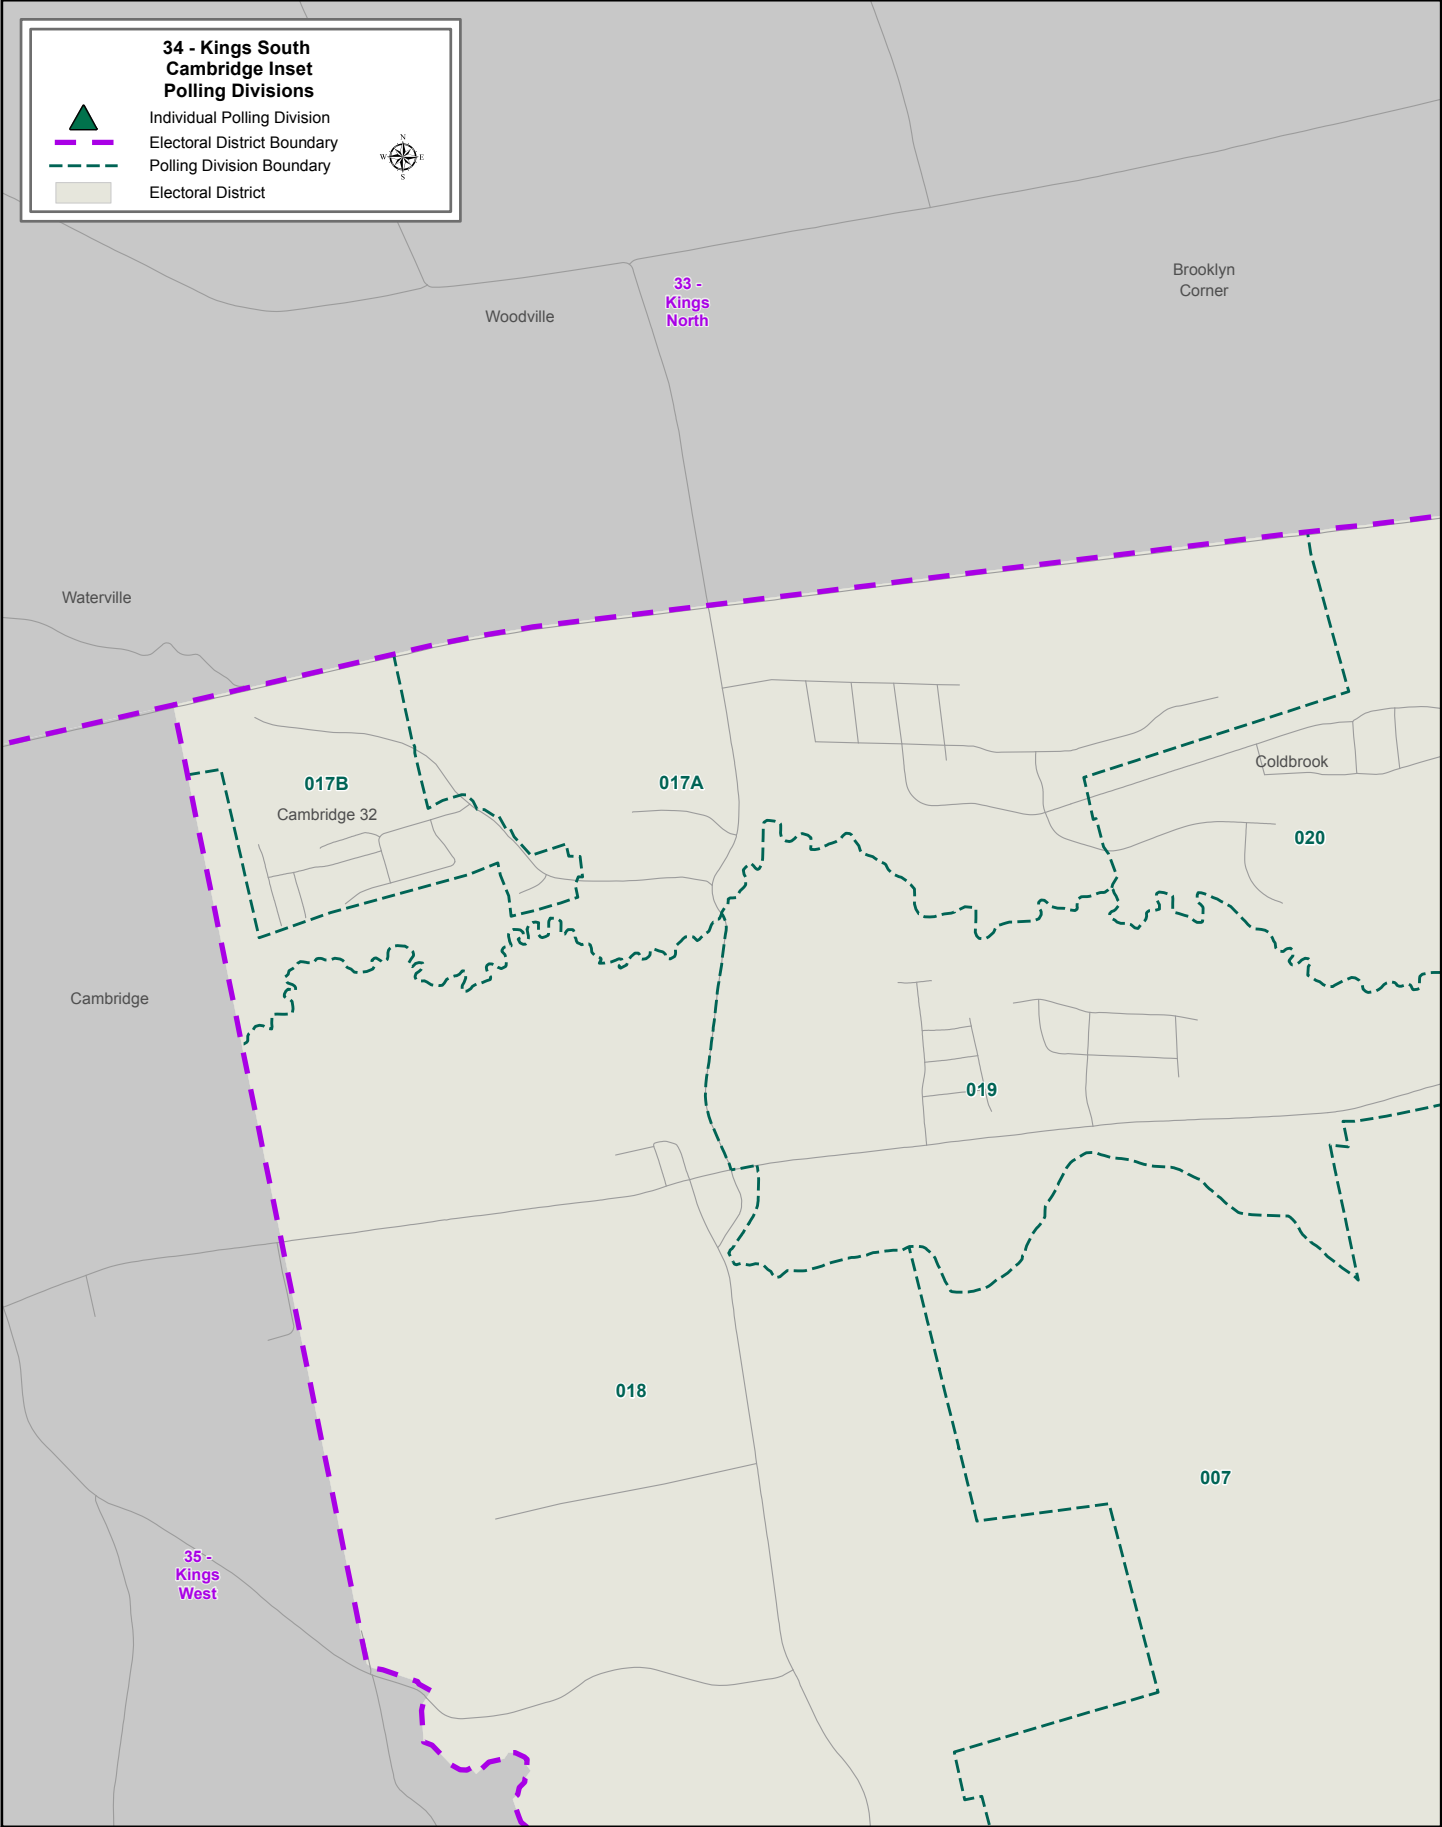 34 - Kings South
Cambridge Inset
Polling Divisions
Individual Polling Division
Electoral District Boundary
Polling Division Boundary
Electoral District
N
W E
S
33 -
Kings
North
Brooklyn
Corner
Woodville
Waterville
017B
017A
Cambridge 32
Coldbrook
020
Cambridge
019
018
007
35 -
Kings
West